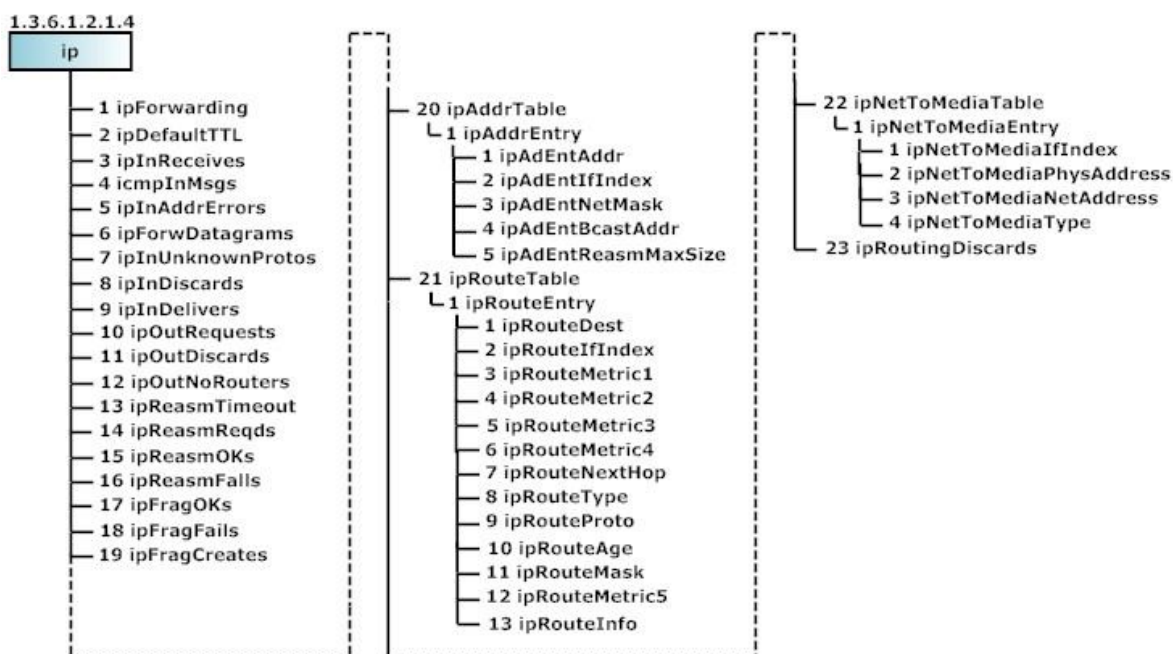 1.3.6.1.2.1.4
ip
1 ipForwarding
2 ipDefaultTTL
3 ipInReceives
4 icmpInMsgs
5 ipInAddrErrors
6 ipForwDatagrams
7 ipInUnknownProtos
8 ipInDiscards
9 ipInDelivers
10 ipOutRequests
11 ipOutDiscards
12 ipOutNoRouters
13 ipReasmTimeout
14 ipReasmReqds
15 ipReasmOKs
16 ipReasmFalls
17 ipFragOKs
18 ipFragFails
19 ipFragCreates
20 ipAddrTable
1 ipAddrEntry
1 ipAdEntAddr
2 ipAdEntIfIndex
3 ipAdEntNetMask
4 ipAdEntBcastAddr
5 ipAdEntReasmMaxSize
21 ipRouteTable
1 ipRouteEntry
1 ipRouteDest
2 ipRouteIfIndex
3 ipRouteMetric1
4 ipRouteMetric2
5 ipRouteMetric3
6 ipRouteMetric4
7 ipRouteNextHop
8 ipRouteType
9 ipRouteProto
10 ipRouteAge
11 ipRouteMask
12 ipRouteMetric5
13 ipRouteInfo
22 ipNetToMediaTable
1 ipNetToMediaEntry
1 ipNetToMediaIfIndex
2 ipNetToMediaPhysAddress
3 ipNetToMediaNetAddress
4 ipNetToMediaType
23 ipRoutingDiscards